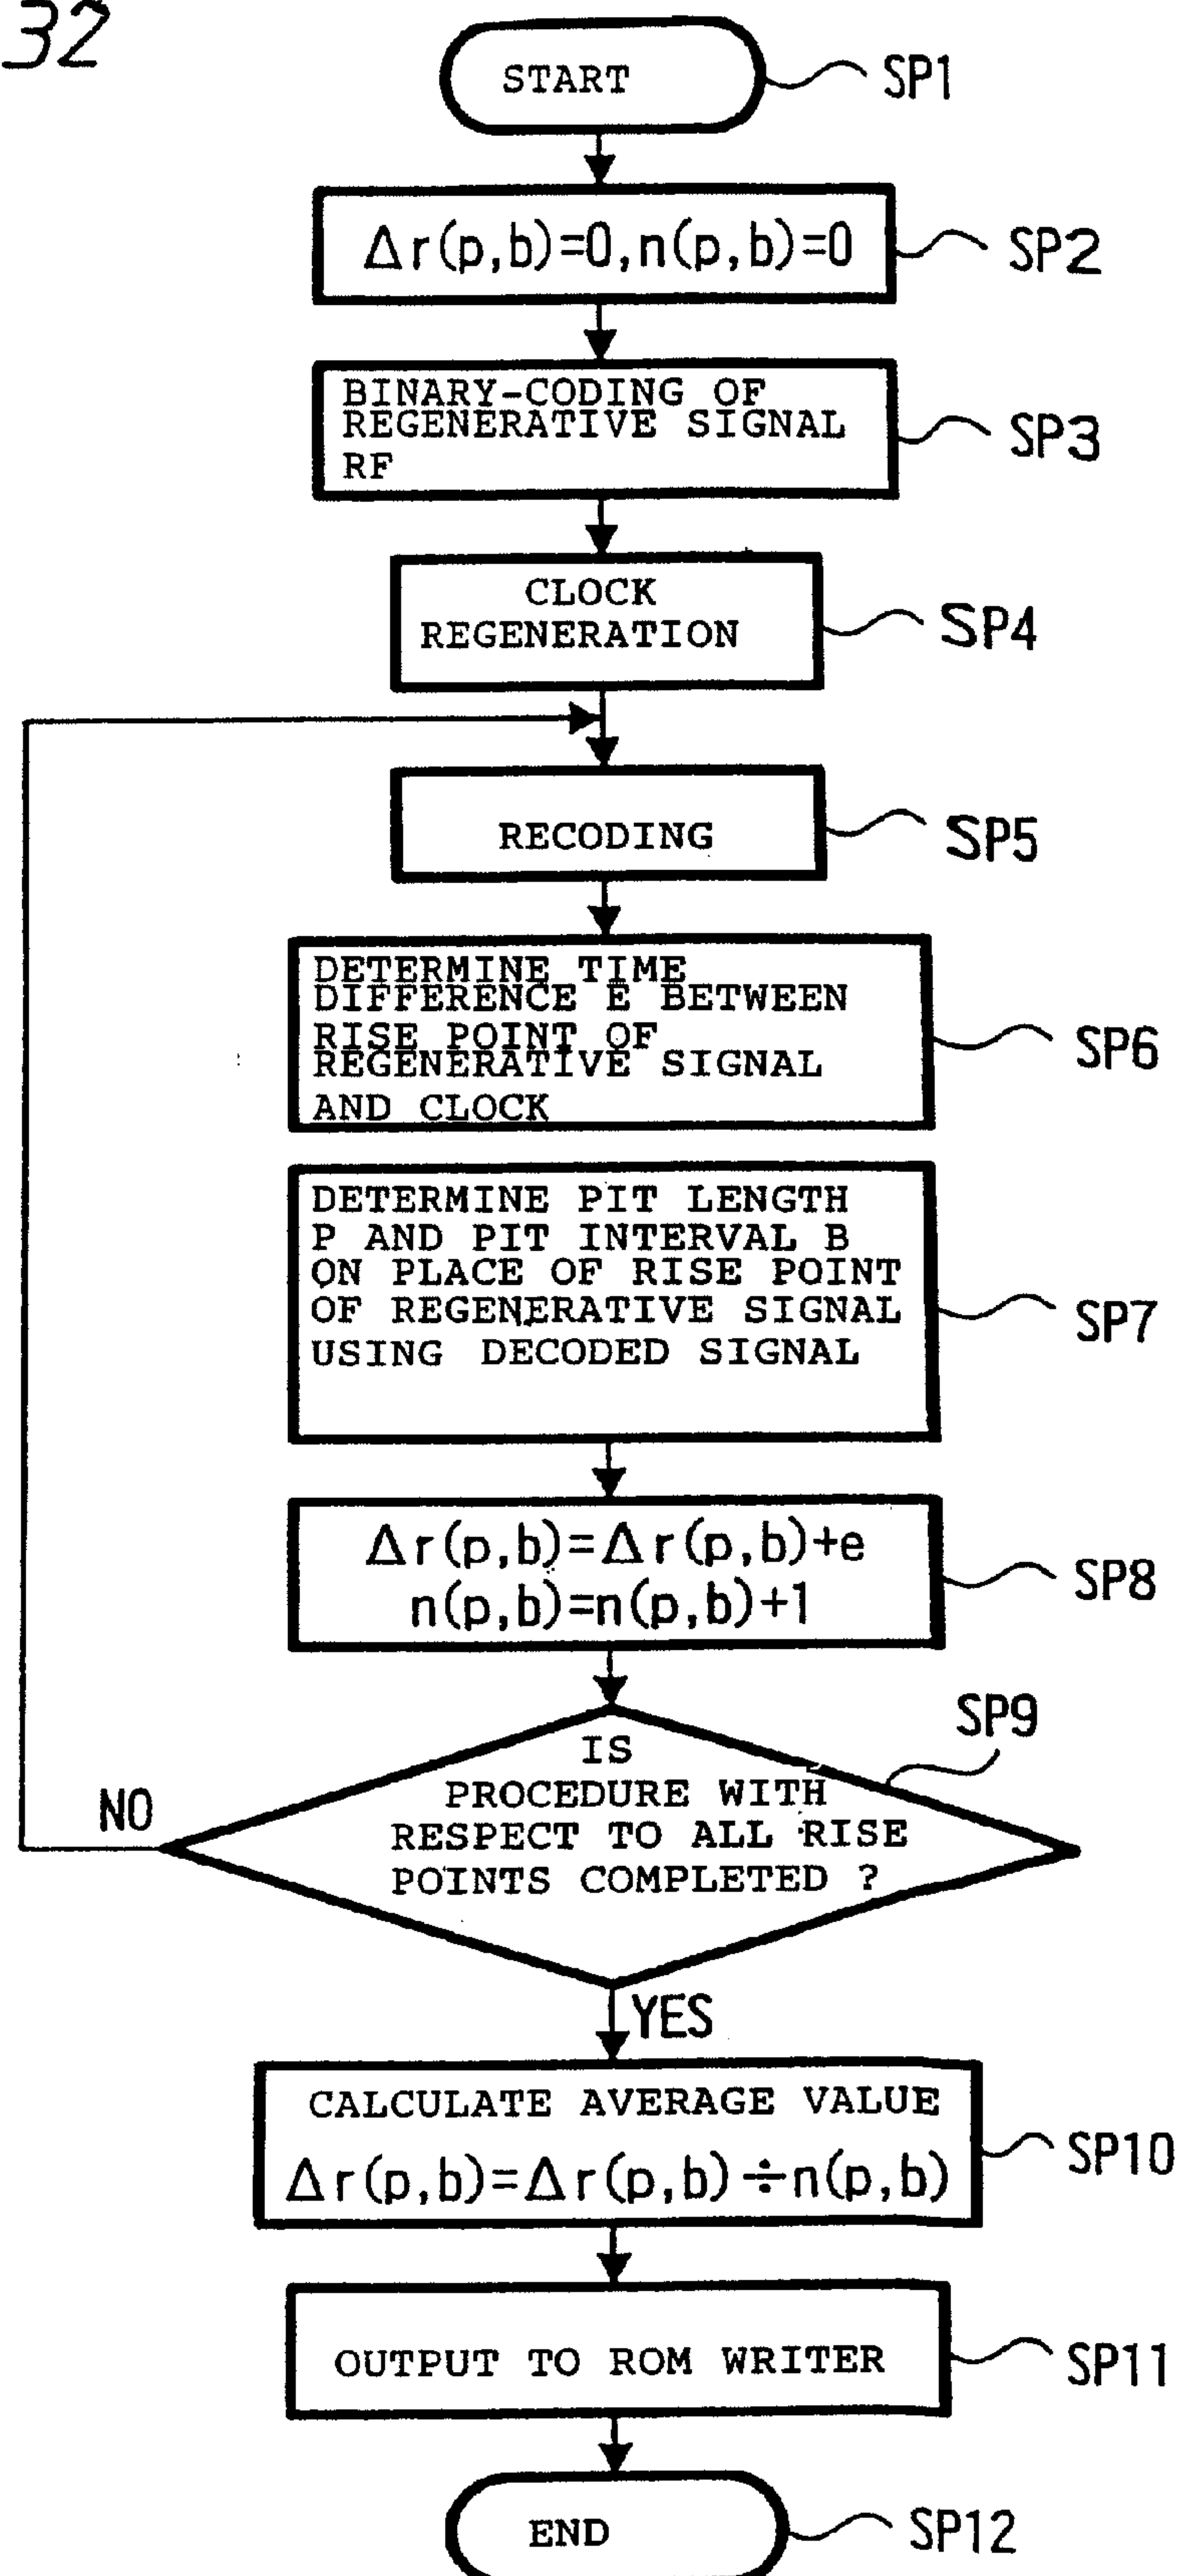 32
START
SP1
Δr(p,b)=0,n(p,b)=0
SP2
BINARY-CODING OF
REGENERATIVE SIGNAL
RF
SP3
CLOCK
REGENERATION
SP4
RECODING
SP5
DETERMINE TIME
DIFFERENCE E BETWEEN
RISE POINT OF
REGENERATIVE SIGNAL
AND CLOCK
SP6
DETERMINE PIT LENGTH
P AND PIT INTERVAL B
ON PLACE OF RISE POINT
OF REGENERATIVE SIGNAL
USING DECODED SIGNAL
SP7
Δr(p,b)=Δr(p,b)+e
n(p,b)=n(p,b)+1
SP8
SP9
IS
PROCEDURE WITH
RESPECT TO ALL RISE
POINTS COMPLETED ?
NO
YES
CALCULATE AVERAGE VALUE
Δr(p,b)=Δr(p,b)÷n(p,b)
SP10
OUTPUT TO ROM WRITER
SP11
END
SP12